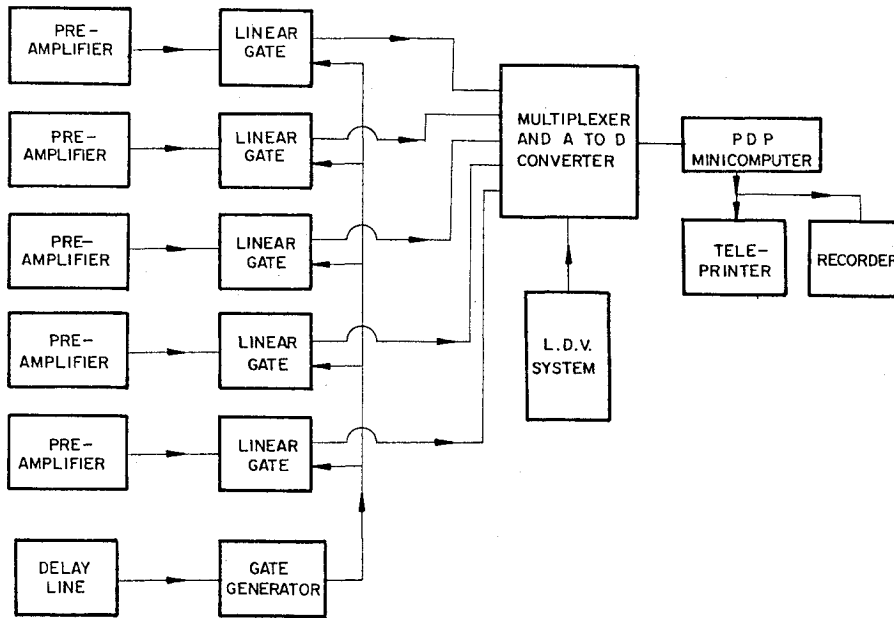 PRE-
AMPLIFIER
LINEAR
GATE
PRE-
AMPLIFIER
LINEAR
GATE
MULTIPLEXER
AND A TO D
CONVERTER
PDP
MINICOMPUTER
PRE-
AMPLIFIER
LINEAR
GATE
TELE-
PRINTER
RECORDER
PRE-
AMPLIFIER
LINEAR
GATE
L.D.V.
SYSTEM
PRE-
AMPLIFIER
LINEAR
GATE
DELAY
LINE
GATE
GENERATOR